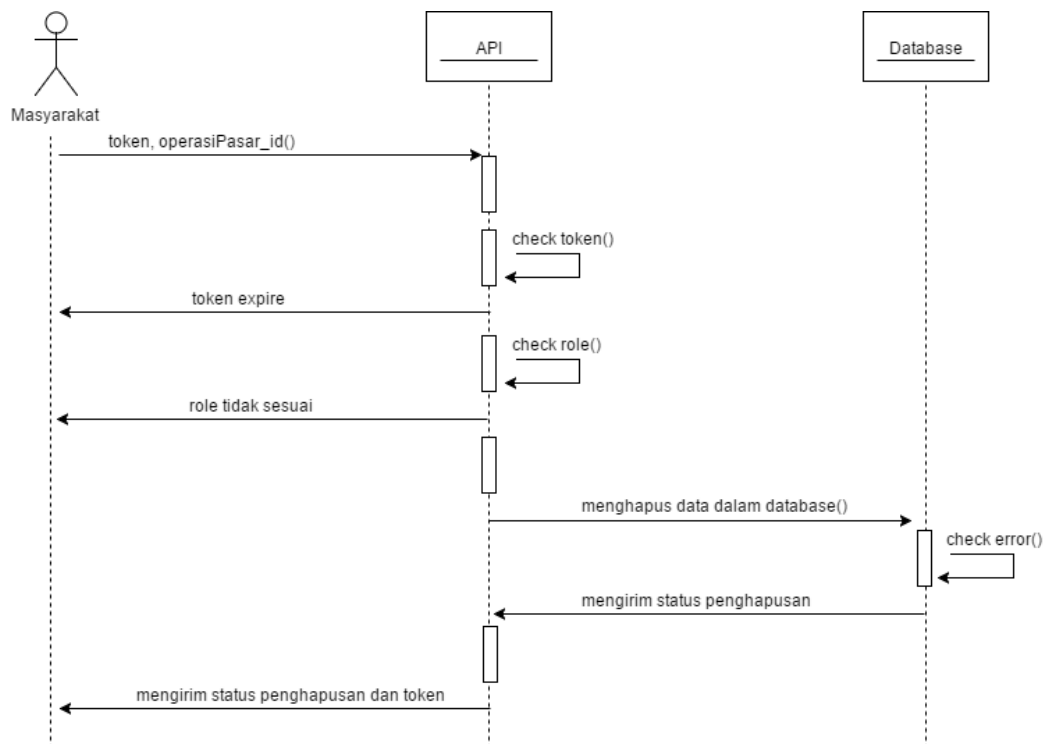 API
Database
Masyarakat
token, operasiPasar_id()
check token()
token expire
check role()
role tidak sesuai
menghapus data dalam database()
check error()
mengirim status penghapusan
mengirim status penghapusan dan token